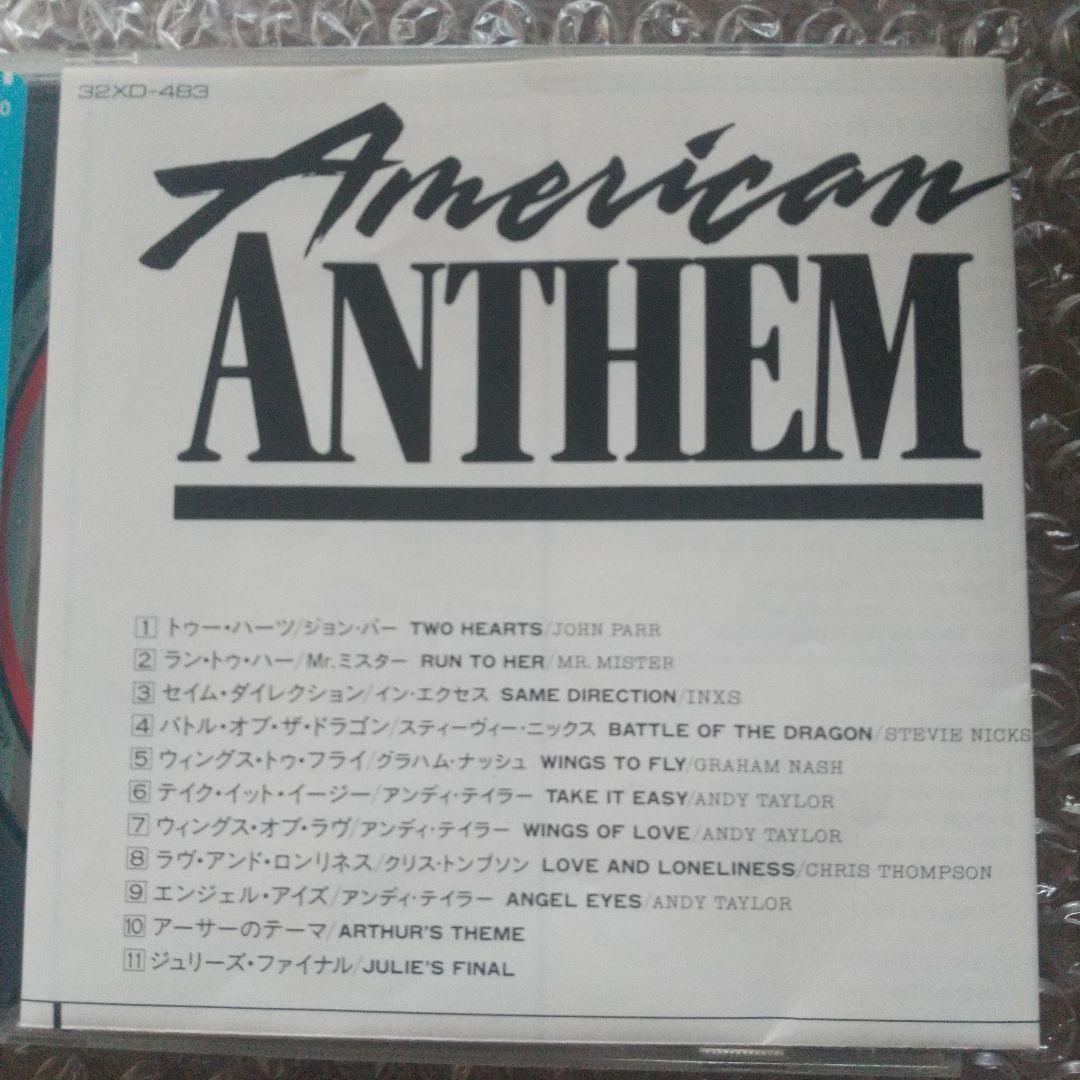 32XD-483
American
ANTHEM
1 トゥー・ハーツ/ジョン・パー TWO HEARTS/JOHN PARR
2 ラン・トゥ・ハー/Mr.ミスター RUN TO HER/MR. MISTER
3 セイム・ダイレクション/イン・エクセス SAME DIRECTION/INXS
4 バトル・オブ・ザ・ドラゴン/スティーヴィー・ニックス BATTLE OF THE DRAGON/STEVIE NICKS
5 ウィングス・トゥ・フライ/グラハム・ナッシュ WINGS TO FLY/GRAHAM NASH
6 テイク・イット・イージー/アンディ・テイラー TAKE IT EASY/ANDY TAYLOR
7 ウィングス・オブ・ラヴ/アンディ・テイラー WINGS OF LOVE/ANDY TAYLOR
8 ラヴ・アンド・ロンリネス/クリス・トンプソン LOVE AND LONELINESS/CHRIS THOMPSON
9 エンジェル・アイズ/アンディ・テイラー ANGEL EYES/ANDY TAYLOR
10 アーサーのテーマ/ARTHUR'S THEME
11 ジュリーズ・ファイナル/JULIE'S FINAL